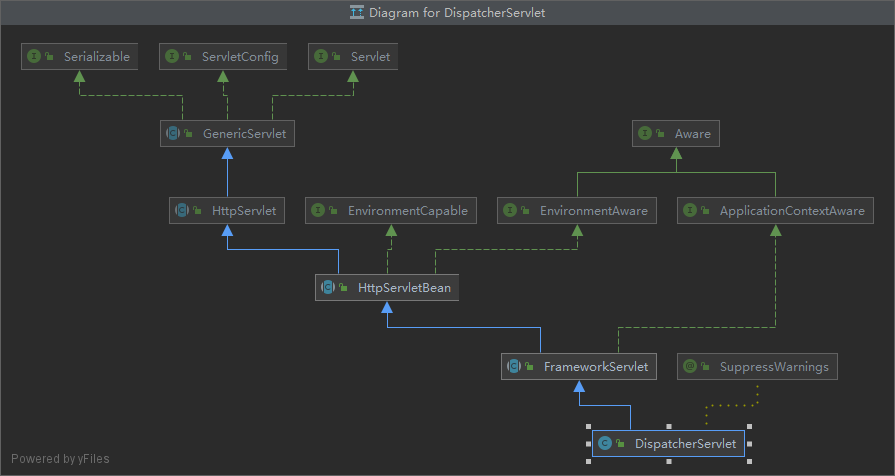 Diagram for DispatcherServlet
I Serializable
I ServletConfig
I Servlet
C GenericServlet
I Aware
C HttpServlet
I EnvironmentCapable
I EnvironmentAware
I ApplicationContextAware
C HttpServletBean
C FrameworkServlet
@ SuppressWarnings
C DispatcherServlet
Powered by yFiles